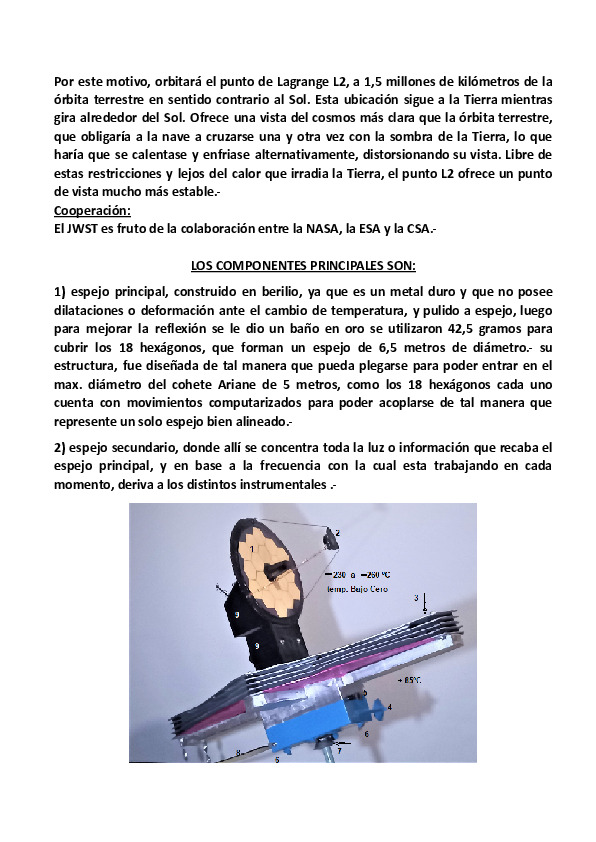 Por este motivo, orbitará el punto de Lagrange L2, a 1,5 millones de kilómetros de la
órbita terrestre en sentido contrario al Sol. Esta ubicación sigue a la Tierra mientras
gira alrededor del Sol. Ofrece una vista del cosmos más clara que la órbita terrestre,
que obligaría a la nave a cruzarse una y otra vez con la sombra de la Tierra, lo que
haría que se calentase y enfriase alternativamente, distorsionando su vista. Libre de
estas restricciones y lejos del calor que irradia la Tierra, el punto L2 ofrece un punto
de vista mucho más estable.-
Cooperación:
El JWST es fruto de la colaboración entre la NASA, la ESA y la CSA.-
LOS COMPONENTES PRINCIPALES SON:
1) espejo principal, construido en berilio, ya que es un metal duro y que no posee
dilataciones o deformación ante el cambio de temperatura, y pulido a espejo, luego
para mejorar la reflexión se le dio un baño en oro se utilizaron 42,5 gramos para
cubrir los 18 hexágonos, que forman un espejo de 6,5 metros de diámetro.- su
estructura, fue diseñada de tal manera que pueda plegarse para poder entrar en el
max. diámetro del cohete Ariane de 5 metros, como los 18 hexágonos cada uno
cuenta con movimientos computarizados para poder acoplarse de tal manera que
represente un solo espejo bien alineado.-
2) espejo secundario, donde allí se concentra toda la luz o información que recaba el
espejo principal, y en base a la frecuencia con la cual esta trabajando en cada
momento, deriva a los distintos instrumentales .-
1
2
−230 a −260 ºC
temp. Bajo Cero
3
9
9
+ 85ºC
5
4
6
7
8
6